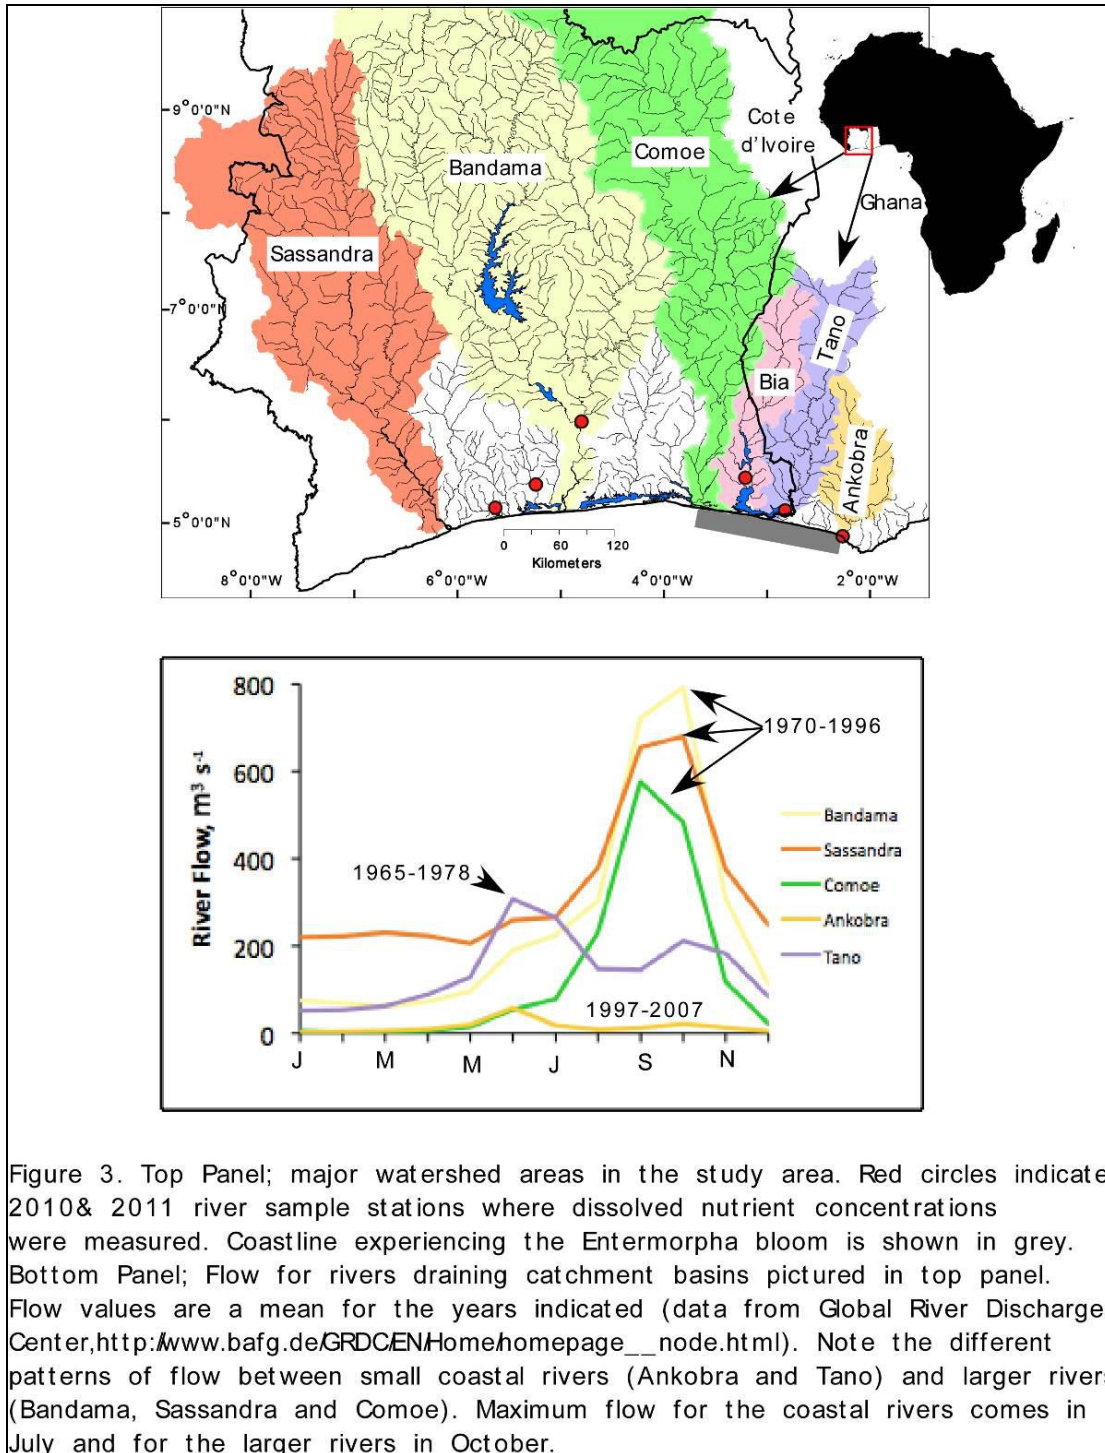 9°0'0"N
Cote
d'Ivoire
Comoe
Bandama
Ghana
Sassandra
7°0'0"N
Tano
Bia
Ankobra
5°0'0"N
0 60 120
Kilometers
8°0'0"W 6°0'0"W 4°0'0"W 2°0'0"W
800
1970-1996
River Flow, m³ s⁻¹
600
Bandama
Sassandra
400
1965-1978
Comoe
Ankobra
200
Tano
1997-2007
0
J M M J S N
Figure 3. Top Panel; major watershed areas in the study area. Red circles indicate
2010& 2011 river sample stations where dissolved nutrient concentrations
were measured. Coastline experiencing the Entermorpha bloom is shown in grey.
Bottom Panel; Flow for rivers draining catchment basins pictured in top panel.
Flow values are a mean for the years indicated (data from Global River Discharge
Center,http://www.bafg.de/GRDC/EN/Home/homepage__node.html). Note the different
patterns of flow between small coastal rivers (Ankobra and Tano) and larger rivers
(Bandama, Sassandra and Comoe). Maximum flow for the coastal rivers comes in
July and for the larger rivers in October.